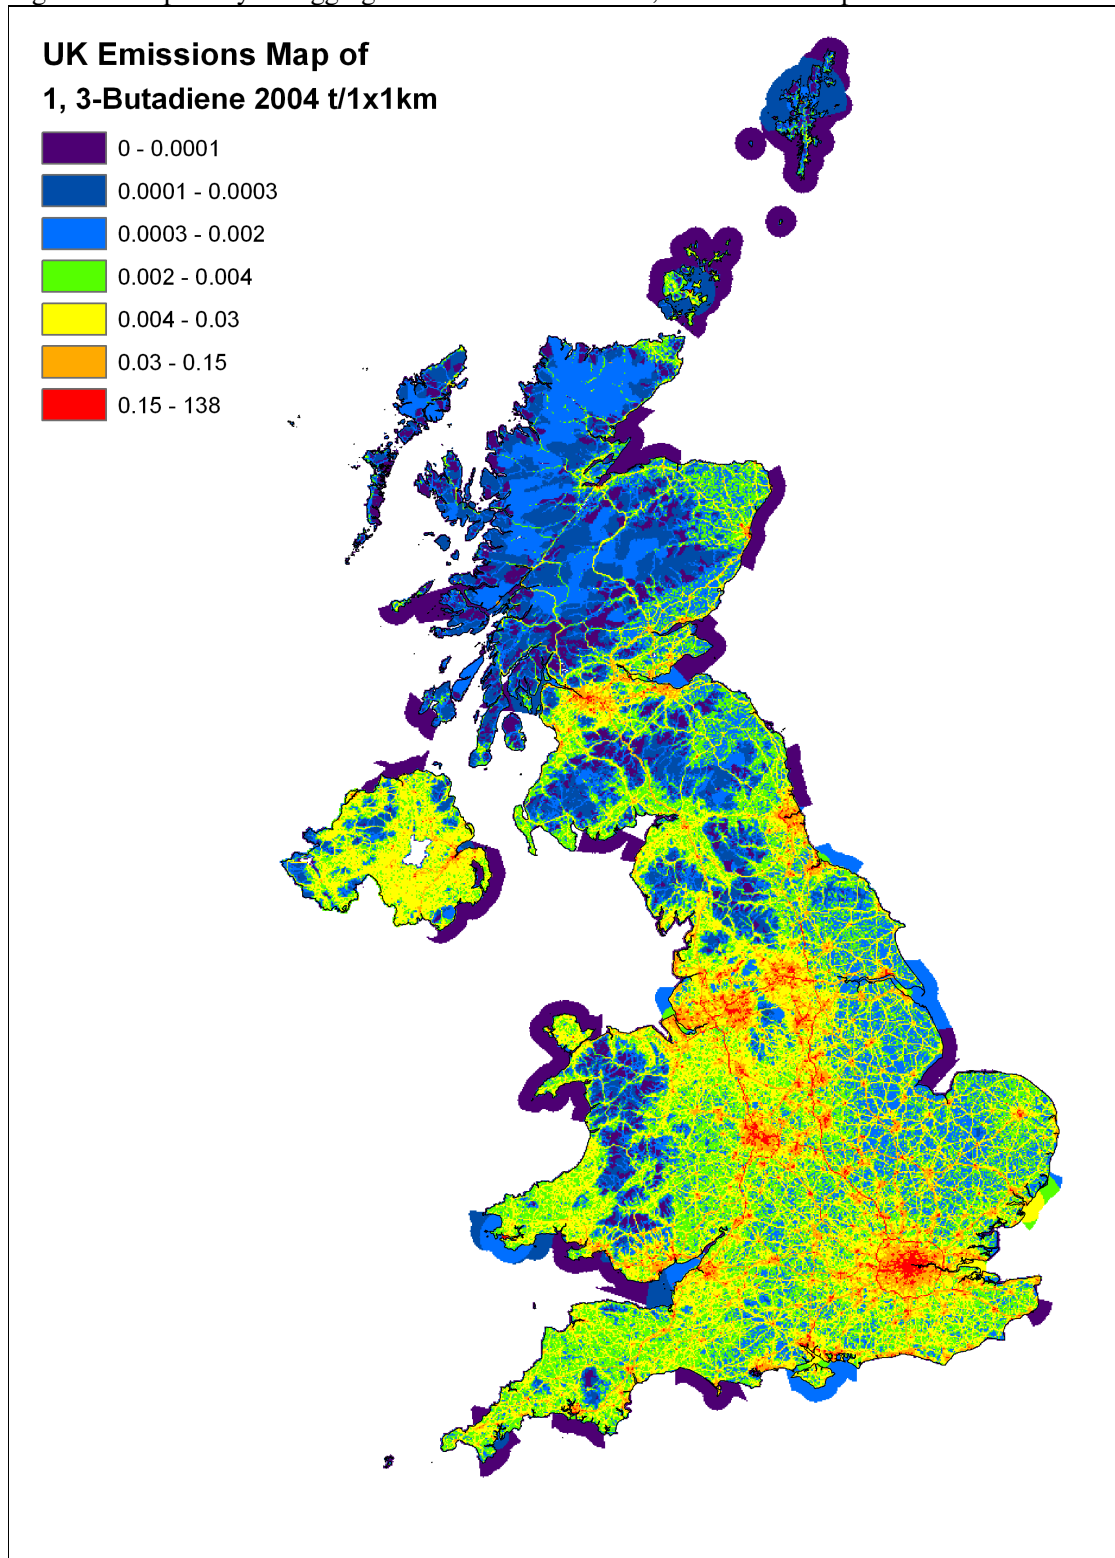 UK Emissions Map of
1, 3-Butadiene 2004 t/1x1km
0 - 0.0001
0.0001 - 0.0003
0.0003 - 0.002
0.002 - 0.004
0.004 - 0.03
0.03 - 0.15
0.15 - 138